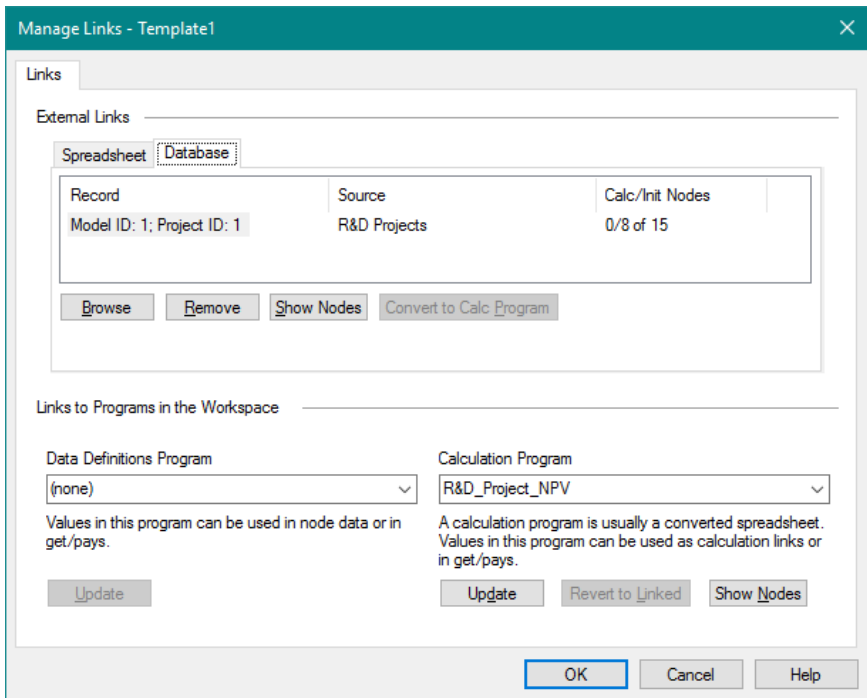 Manage Links - Template1
Links
External Links
Spreadsheet Database
Record Source Calc/Init Nodes
Model ID: 1; Project ID: 1 R&D Projects 0/8 of 15
Browse Remove Show Nodes Convert to Calc Program
Links to Programs in the Workspace
Data Definitions Program
(none)
Values in this program can be used in node data or in
get/pays.
Update
Calculation Program
R&D_Project_NPV
A calculation program is usually a converted spreadsheet.
Values in this program can be used as calculation links or
in get/pays.
Update Revert to Linked Show Nodes
OK Cancel Help